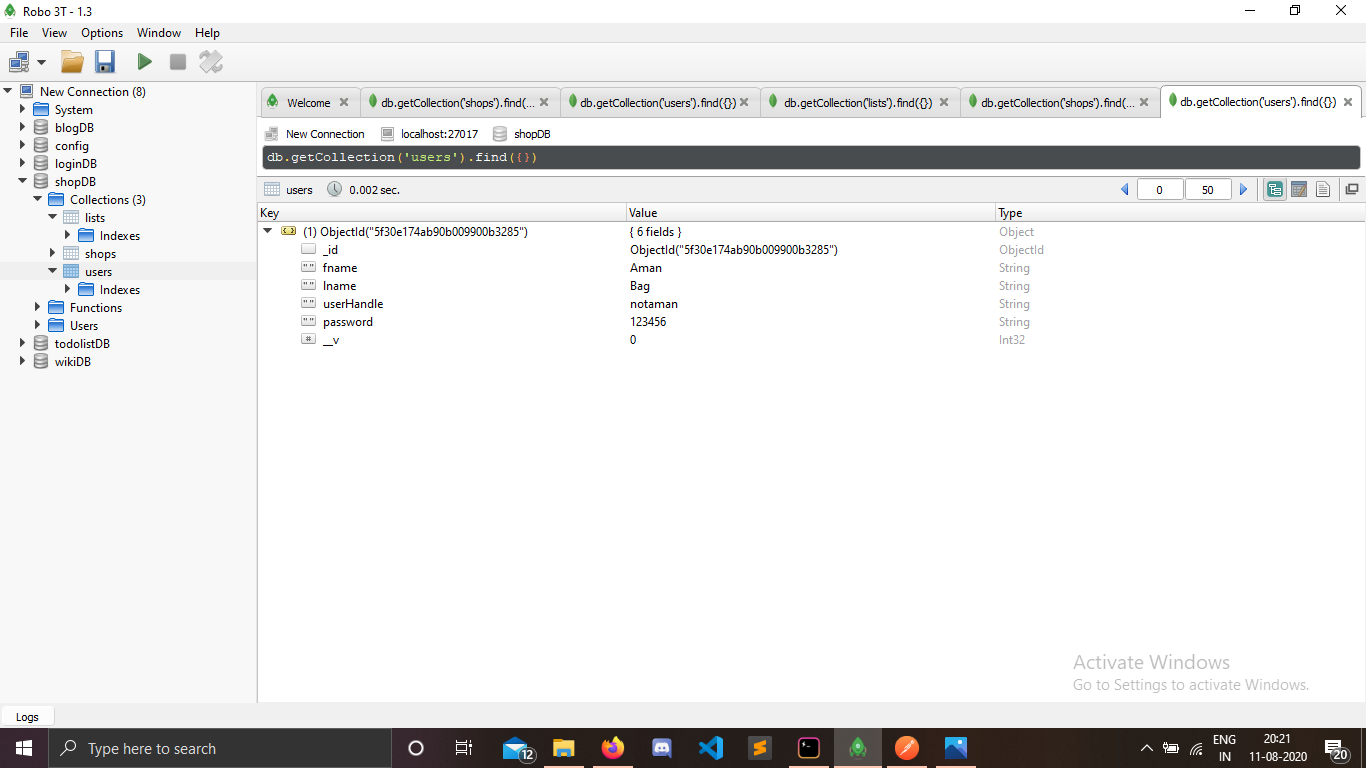 Robo 3T - 1.3
File View Options Window Help
New Connection (8)
System
blogDB
config
loginDB
shopDB
Collections (3)
lists
Indexes
shops
users
Indexes
Functions
Users
todolistDB
wikiDB
Welcome db.getCollection('shops').find(... db.getCollection('users').find({}) db.getCollection('lists').find({}) db.getCollection('shops').find(... db.getCollection('users').find({})
New Connection localhost:27017 shopDB
db.getCollection('users').find({})
users 0.002 sec. 0 50
Key Value Type
(1) ObjectId("5f30e174ab90b009900b3285") { 6 fields } Object
_id ObjectId("5f30e174ab90b009900b3285") ObjectId
fname Aman String
lname Bag String
userHandle notaman String
password 123456 String
__v 0 Int32
Activate Windows
Go to Settings to activate Windows.
Logs
Type here to search
12
ENG
IN
20:21
11-08-2020
20